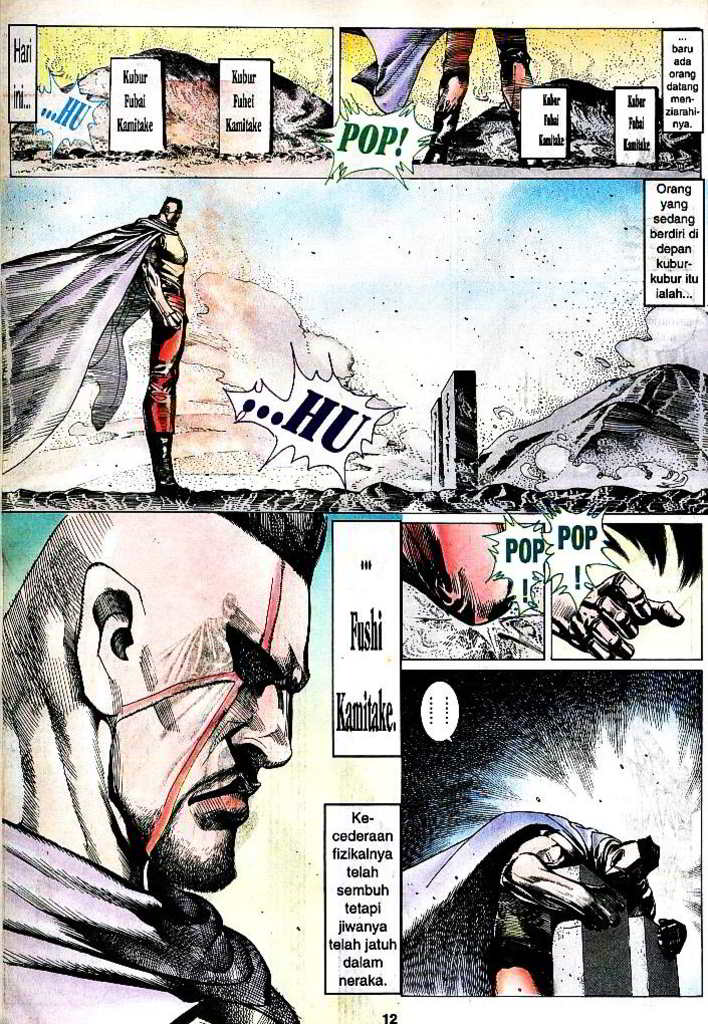 Hari
ini...
...HU
Kubur
Fubai
Kamitake
Kubur
Fuhei
Kamitake
POP!
Kubur
Fuhai
Kamitake
Kubur
Fubai
Kamitake
...
baru
ada
orang
datang
men-
ziarahi-
nya.
Orang
yang
sedang
berdiri di
depan
kubur-
kubur itu
ialah...
...HU
...
Fushi
Kamitake.
POP
!
POP
!
Ke-
cederaan
fizikalnya
telah
sembuh
tetapi
jiwanya
telah jatuh
dalam
neraka.
......
12